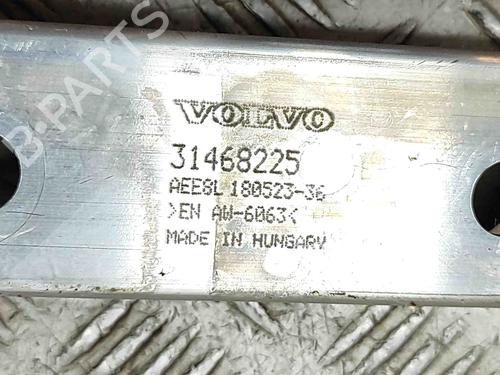 VOLVO
31468225
AEE8L 180523-36
>EN AW-6063<
MADE IN HUNGARY
B-PARTS